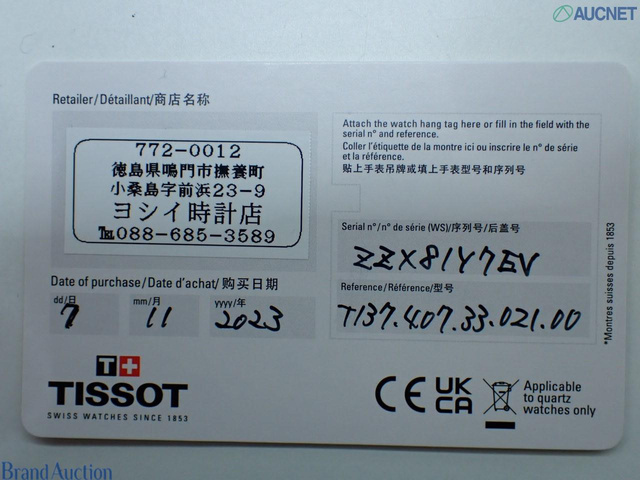 AUCNET
Retailer/Détaillant/商店名称
772-0012
徳島県鳴門市撫養町
小桑島字前浜23-9
ヨシイ時計店
℡088-685-3589
Attach the watch hang tag here or fill in the field with the
serial n° and reference.
Coller l'étiquette de la montre ici ou inscrire le n° de série
et la référence.
贴上手表吊牌或填上手表型号和序列号
Serial n°/n° de série (WS)/序列号/后盖号
ZZX81Y7EV
Date of purchase/Date d'achat/购买日期
dd/日
mm/月
yyyy/年
7
11
2023
Reference/Référence/型号
T137.407.33.021.00
*Montres suisses depuis 1853
T+
TISSOT
SWISS WATCHES SINCE 1853
CE
UK
CA
Applicable
to quartz
watches only
Brand Auction